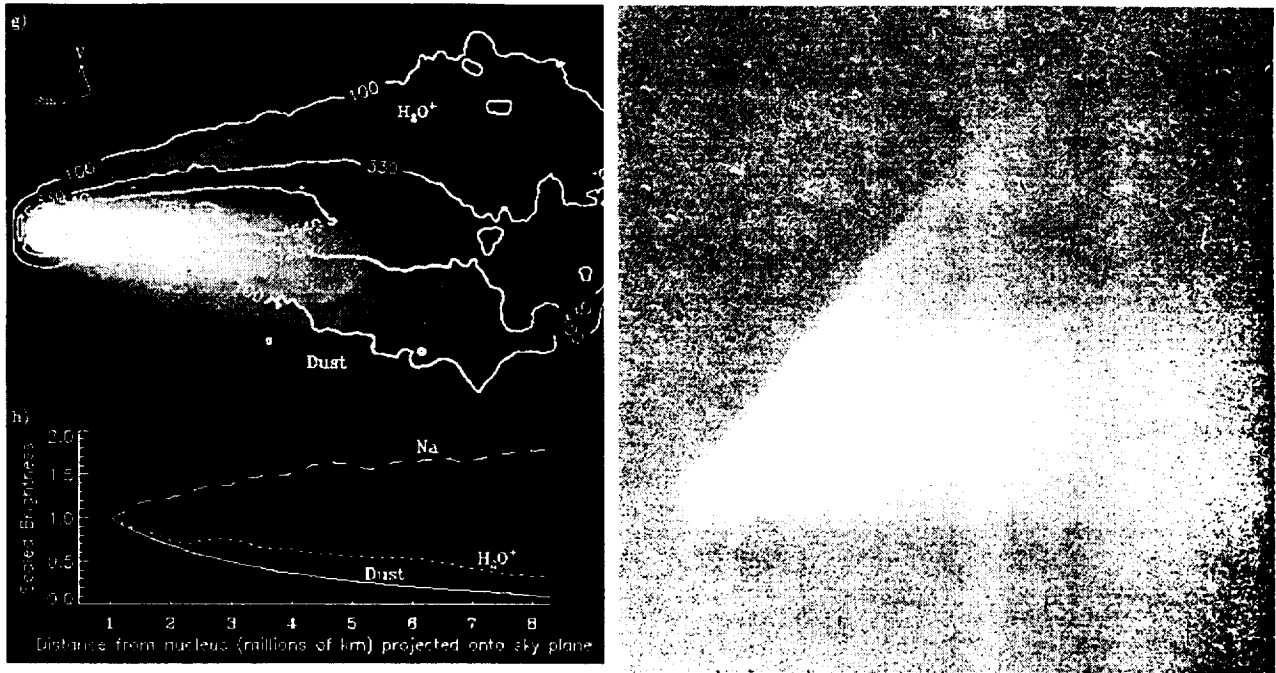 g)
100
H₂O⁺
100
330
Dust
h)
2.0
Na
1.5
1.0
H₂O⁺
0.5
Dust
0.0
Scaled Brightness
1 2 3 4 5 6 7 8
Distance from nucleus (millions of km) projected onto sky plane